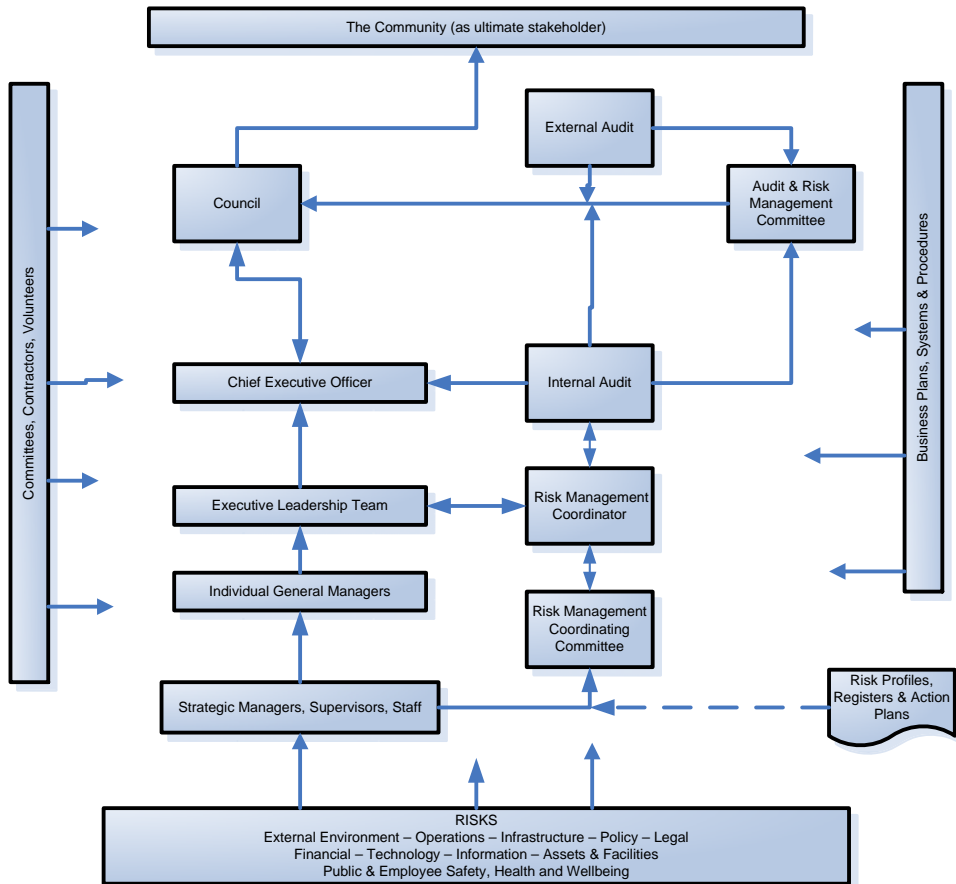 The Community (as ultimate stakeholder)
External Audit
Council
Audit & Risk
Management
Committee
Committees, Contractors, Volunteers
Business Plans, Systems & Procedures
Chief Executive Officer
Internal Audit
Executive Leadership Team
Risk Management
Coordinator
Individual General Managers
Risk Management
Coordinating
Committee
Strategic Managers, Supervisors, Staff
Risk Profiles,
Registers & Action
Plans
RISKS
External Environment – Operations – Infrastructure – Policy – Legal
Financial – Technology – Information – Assets & Facilities
Public & Employee Safety, Health and Wellbeing